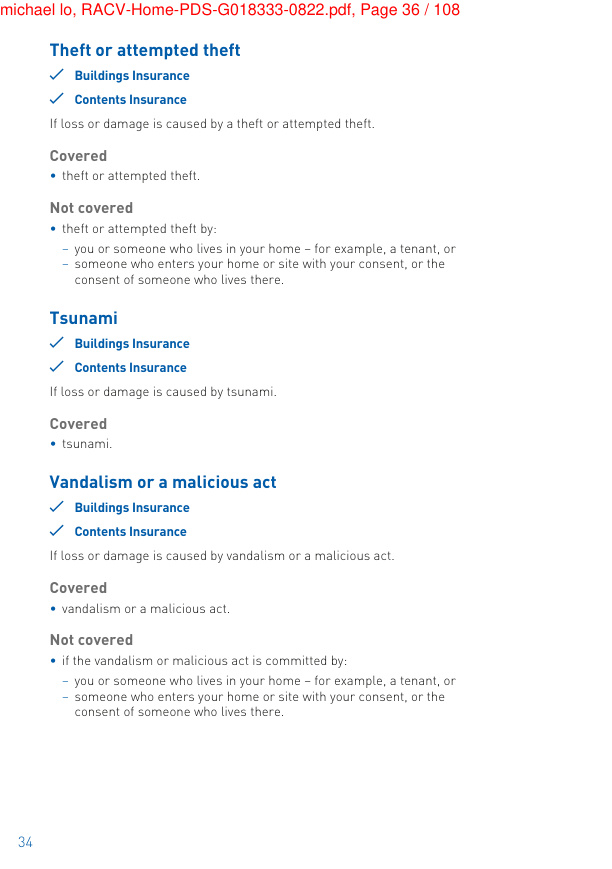 michael lo, RACV-Home-PDS-G018333-0822.pdf, Page 36 / 108
Theft or attempted theft
✓ Buildings Insurance
✓ Contents Insurance
If loss or damage is caused by a theft or attempted theft.
Covered
• theft or attempted theft.
Not covered
• theft or attempted theft by:
– you or someone who lives in your home – for example, a tenant, or
– someone who enters your home or site with your consent, or the
consent of someone who lives there.
Tsunami
✓ Buildings Insurance
✓ Contents Insurance
If loss or damage is caused by tsunami.
Covered
• tsunami.
Vandalism or a malicious act
✓ Buildings Insurance
✓ Contents Insurance
If loss or damage is caused by vandalism or a malicious act.
Covered
• vandalism or a malicious act.
Not covered
• if the vandalism or malicious act is committed by:
– you or someone who lives in your home – for example, a tenant, or
– someone who enters your home or site with your consent, or the
consent of someone who lives there.
34